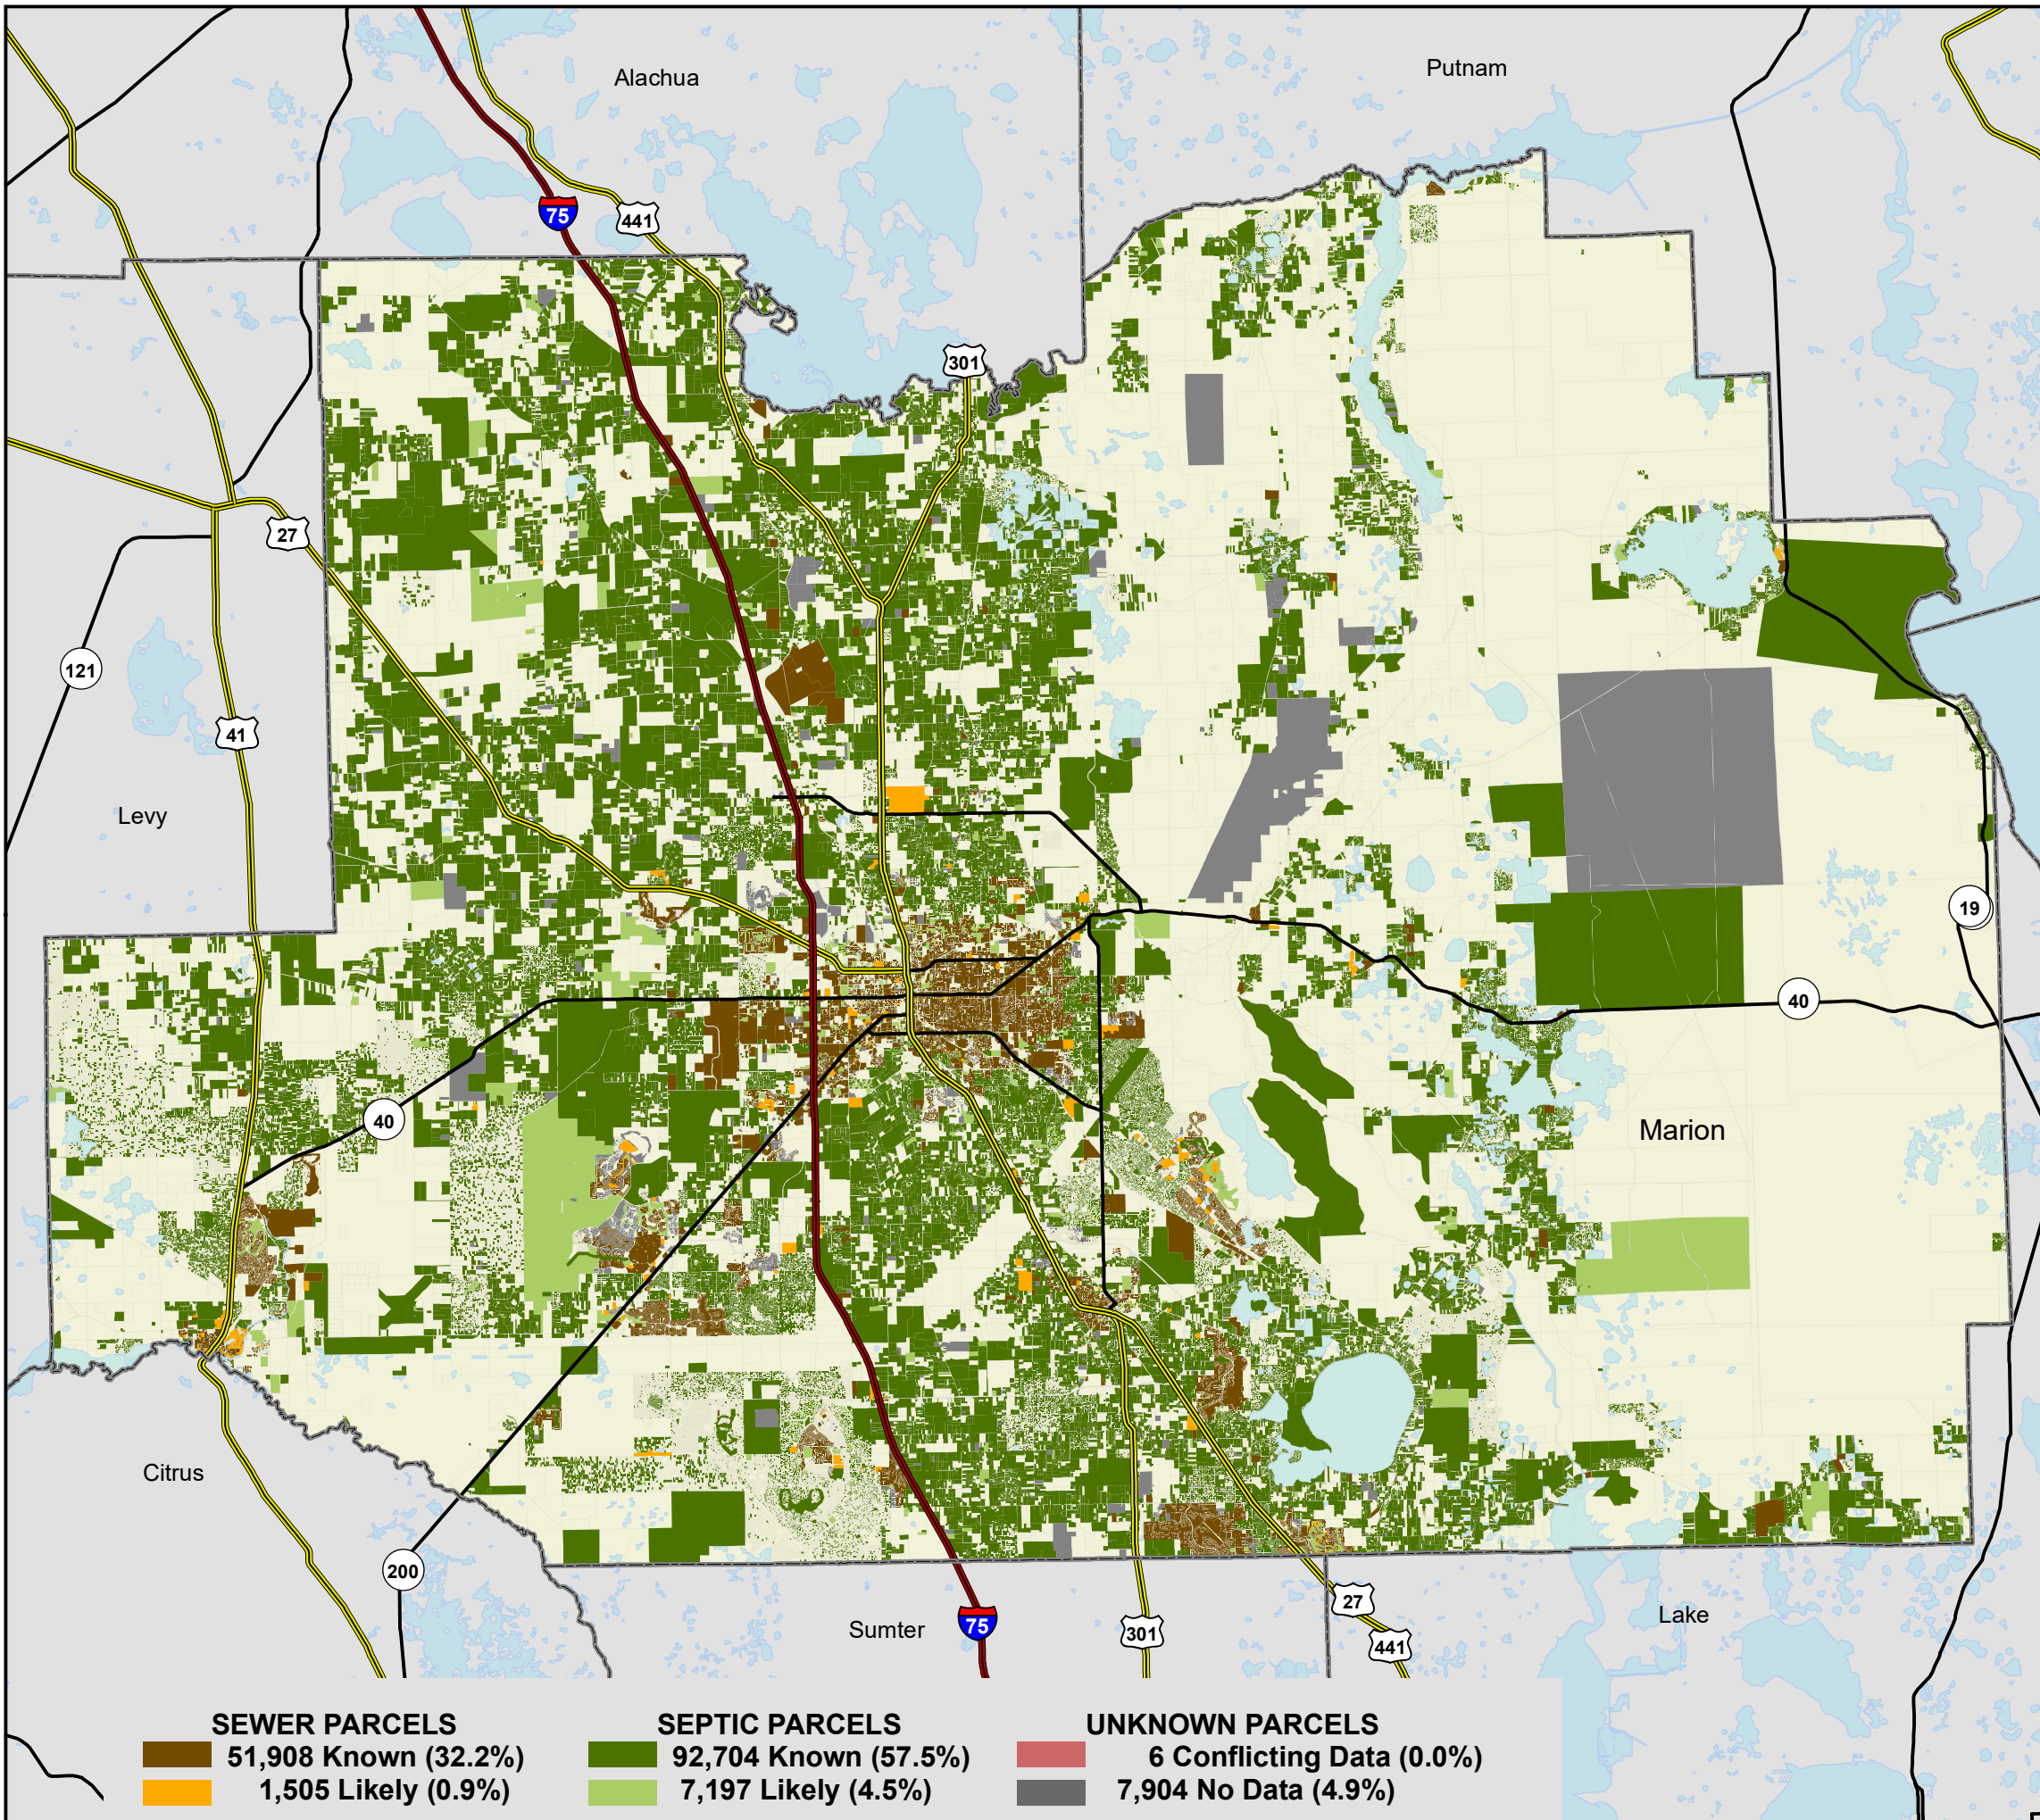 Alachua
Putnam
75
441
301
27
121
41
Levy
19
40
40
Marion
Citrus
200
Sumter
75
301
27
441
Lake
SEWER PARCELS
51,908 Known (32.2%)
1,505 Likely (0.9%)
SEPTIC PARCELS
92,704 Known (57.5%)
7,197 Likely (4.5%)
UNKNOWN PARCELS
6 Conflicting Data (0.0%)
7,904 No Data (4.9%)